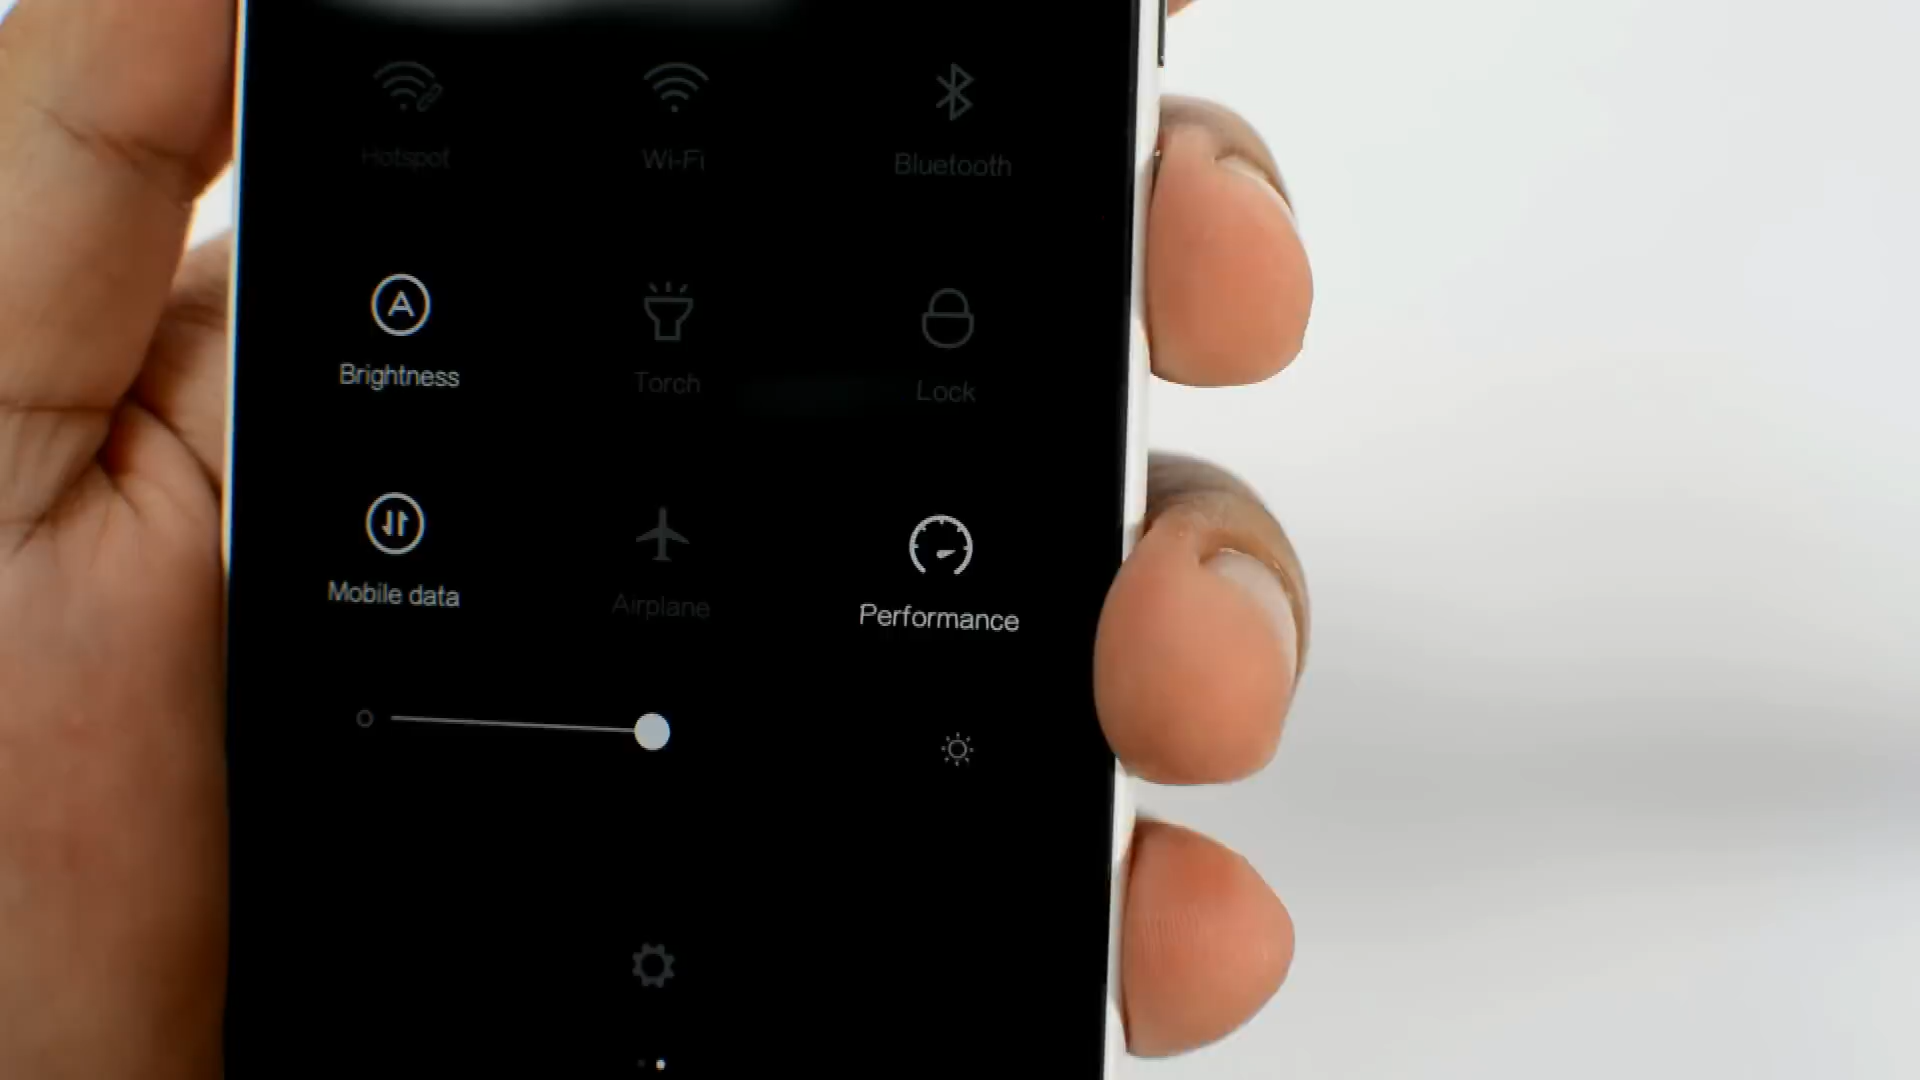 Hotspot Wi-Fi Bluetooth
Brightness Torch Lock
Mobile data Airplane Performance